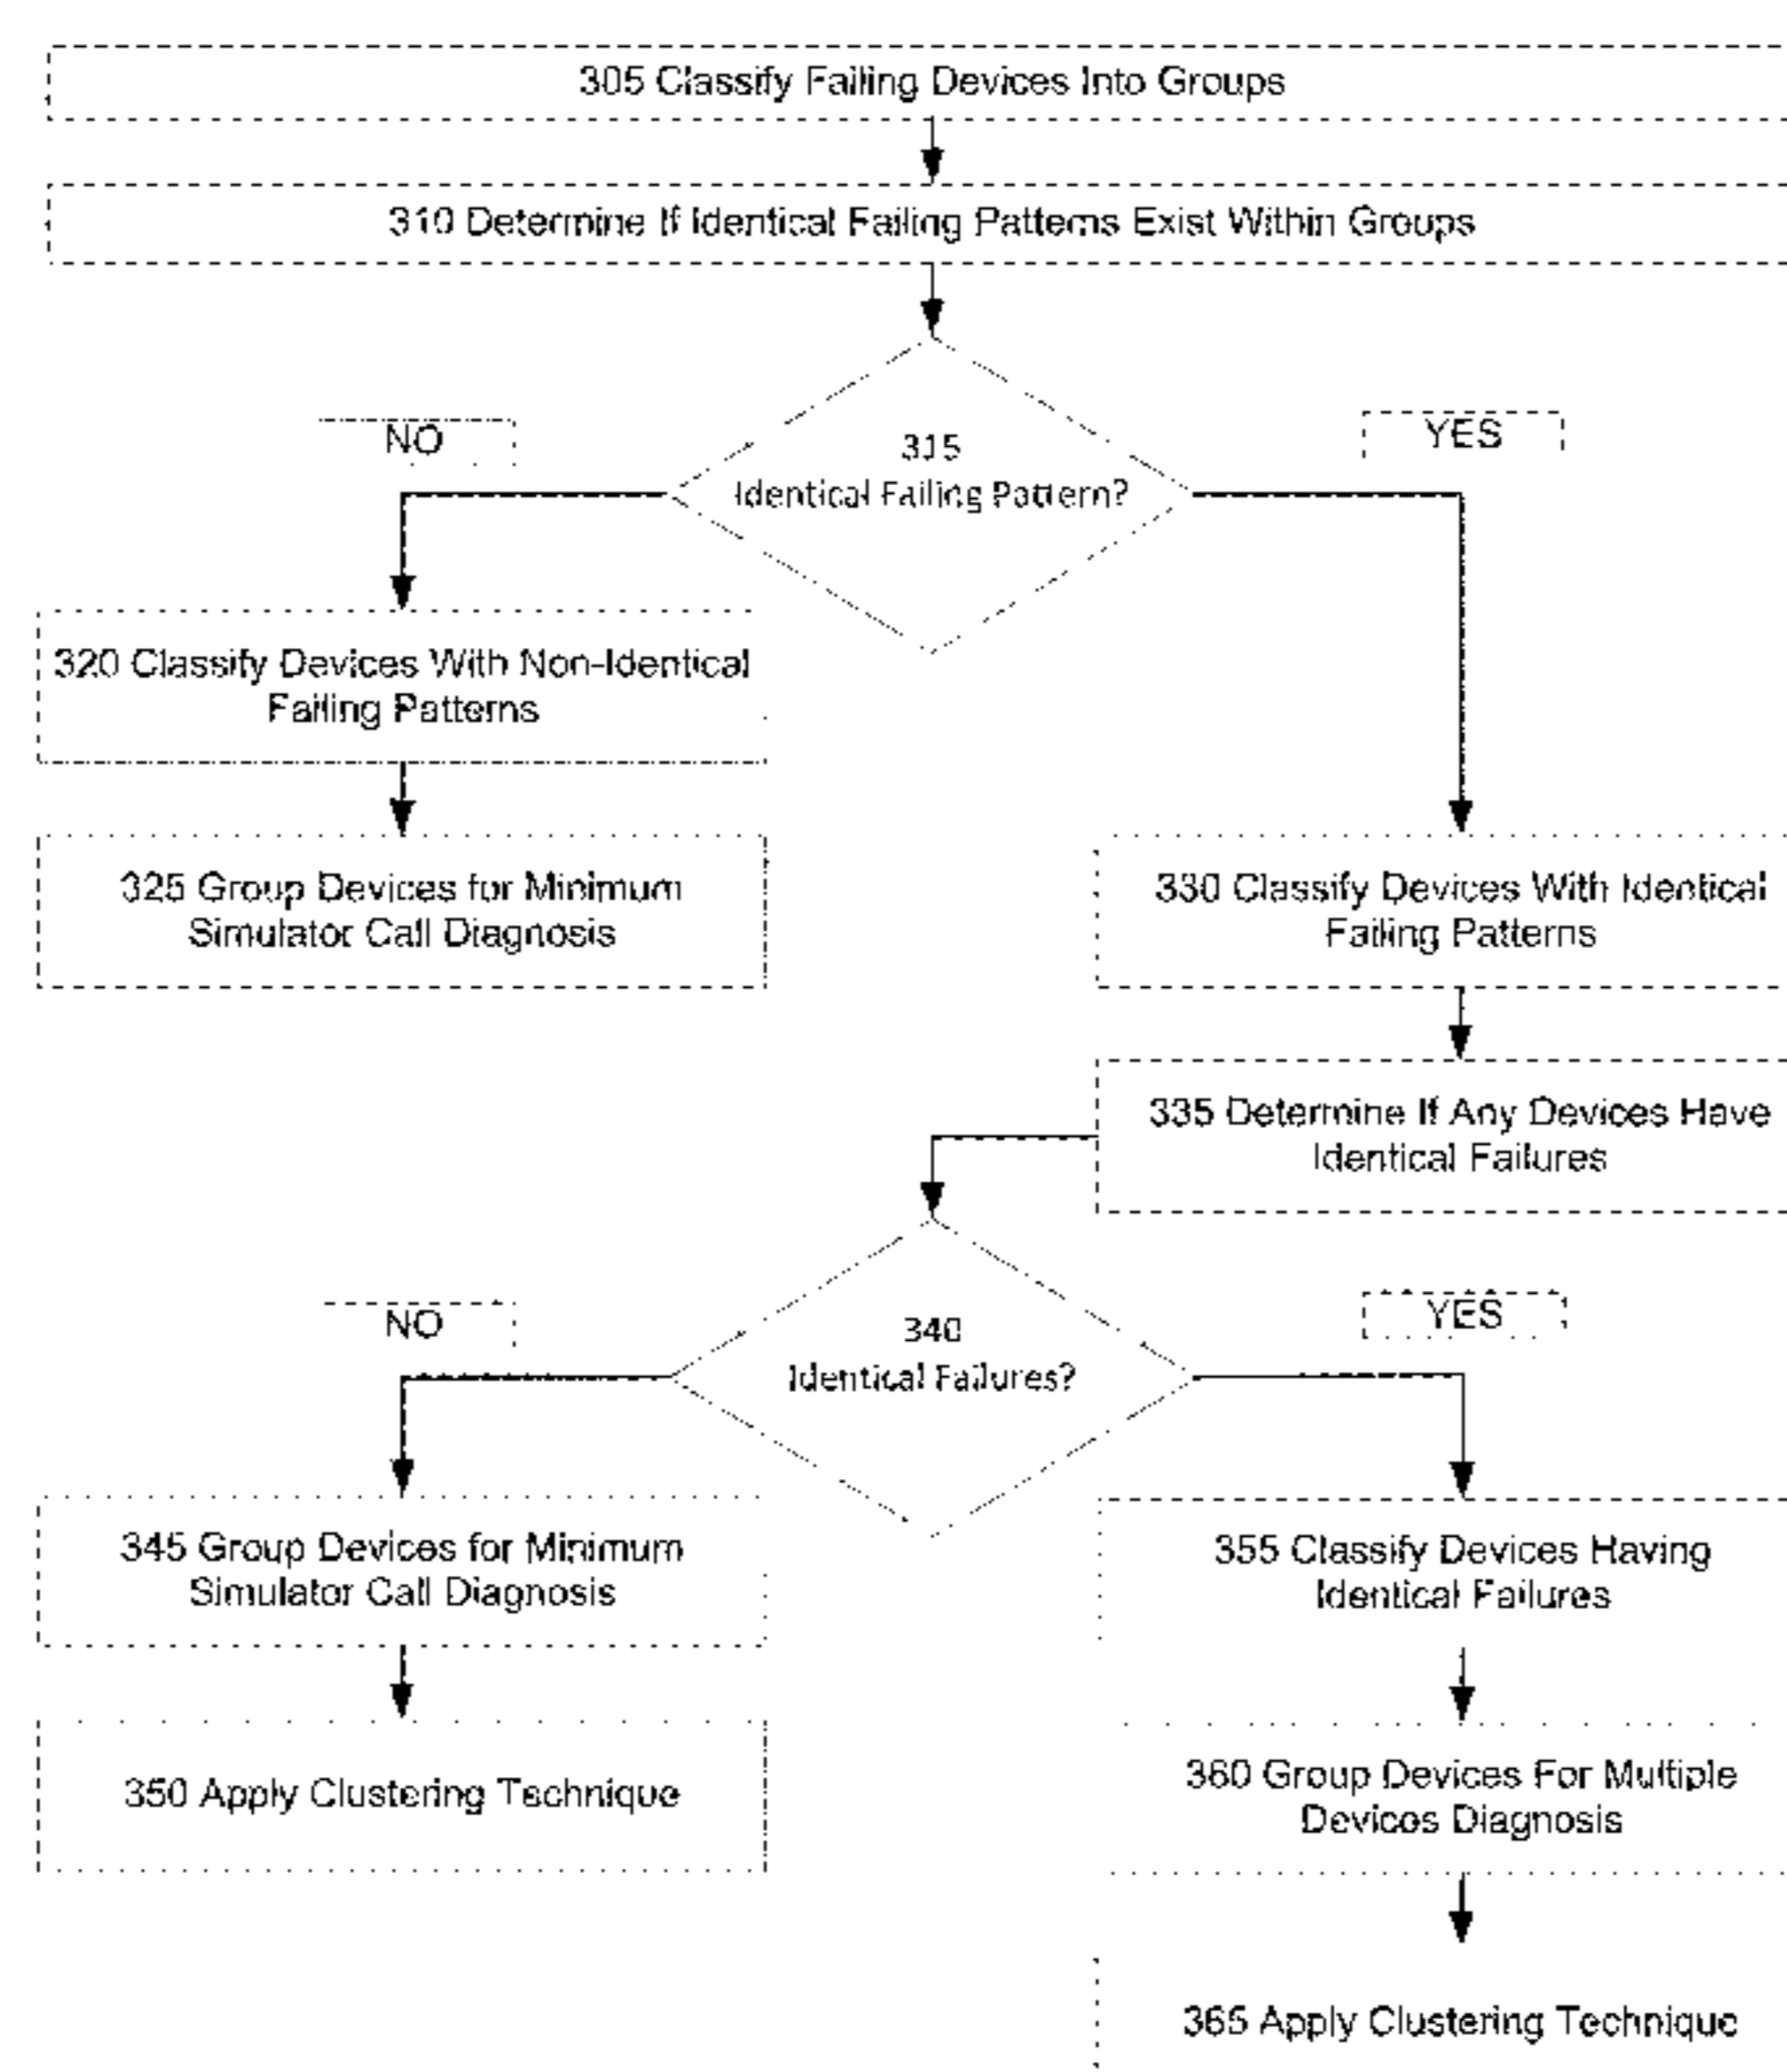 305 Classify Failing Devices Into Groups
310 Determine If Identical Failing Patterns Exist Within Groups
NO
315
YES
Identical Failing Pattern?
320 Classify Devices With Non-Identical
Failing Patterns
325 Group Devices for Minimum
Simulator Call Diagnosis
330 Classify Devices With Identical
Failing Patterns
335 Determine If Any Devices Have
Identical Failures
NO
340
YES
Identical Failures?
345 Group Devices for Minimum
Simulator Call Diagnosis
355 Classify Devices Having
Identical Failures
350 Apply Clustering Technique
360 Group Devices For Multiple
Devices Diagnosis
365 Apply Clustering Technique